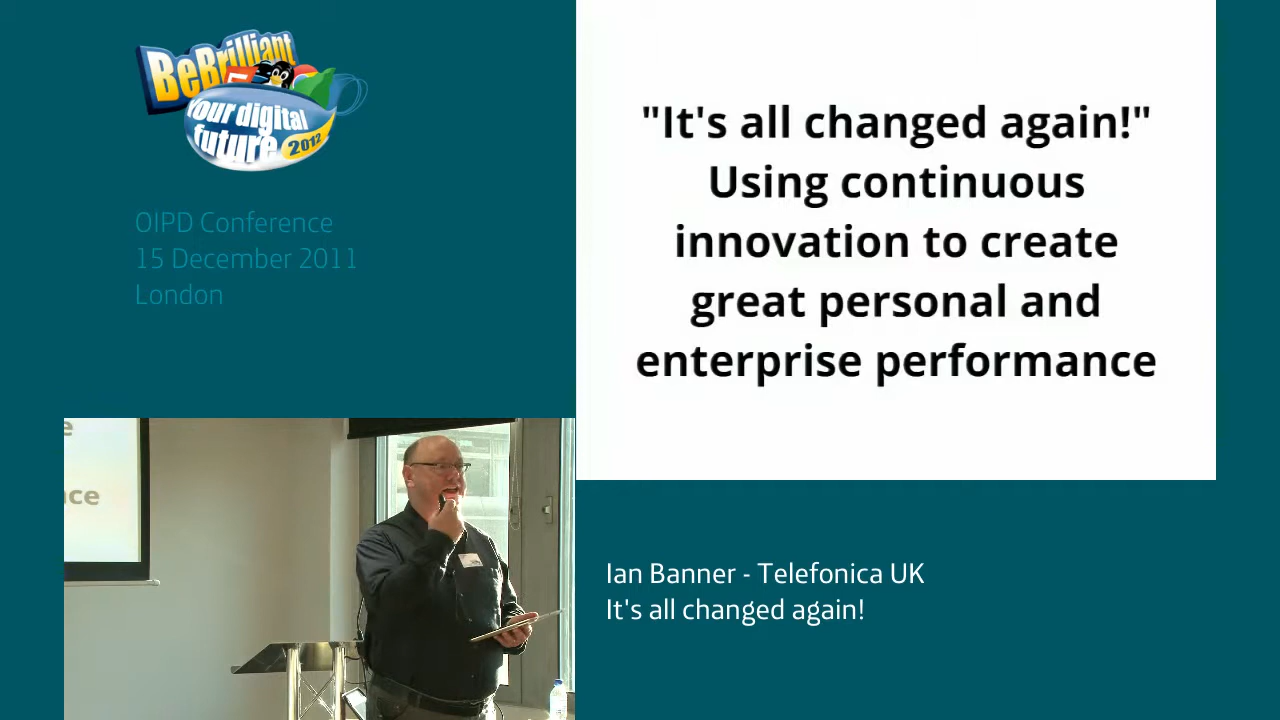 BeBrilliant
Your digital
future
2012
OIPD Conference
15 December 2011
London
"It's all changed again!"
Using continuous
innovation to create
great personal and
enterprise performance
e
nce
Ian Banner - Telefonica UK
It's all changed again!